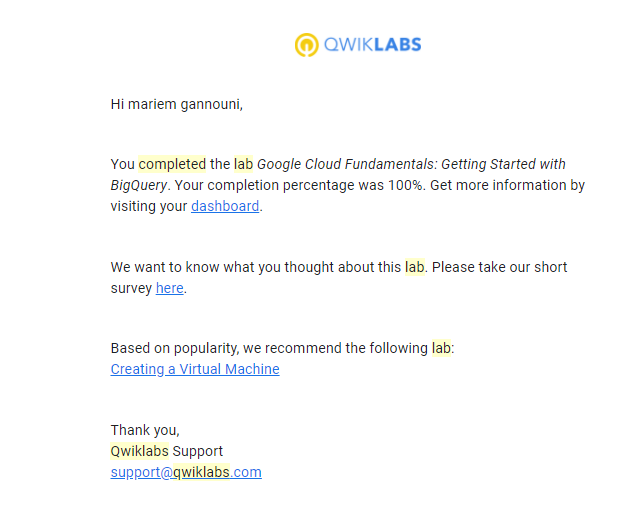 QWIKLABS
Hi mariem gannouni,
You completed the lab Google Cloud Fundamentals: Getting Started with
BigQuery. Your completion percentage was 100%. Get more information by
visiting your dashboard.
We want to know what you thought about this lab. Please take our short
survey here.
Based on popularity, we recommend the following lab:
Creating a Virtual Machine
Thank you,
Qwiklabs Support
support@qwiklabs.com